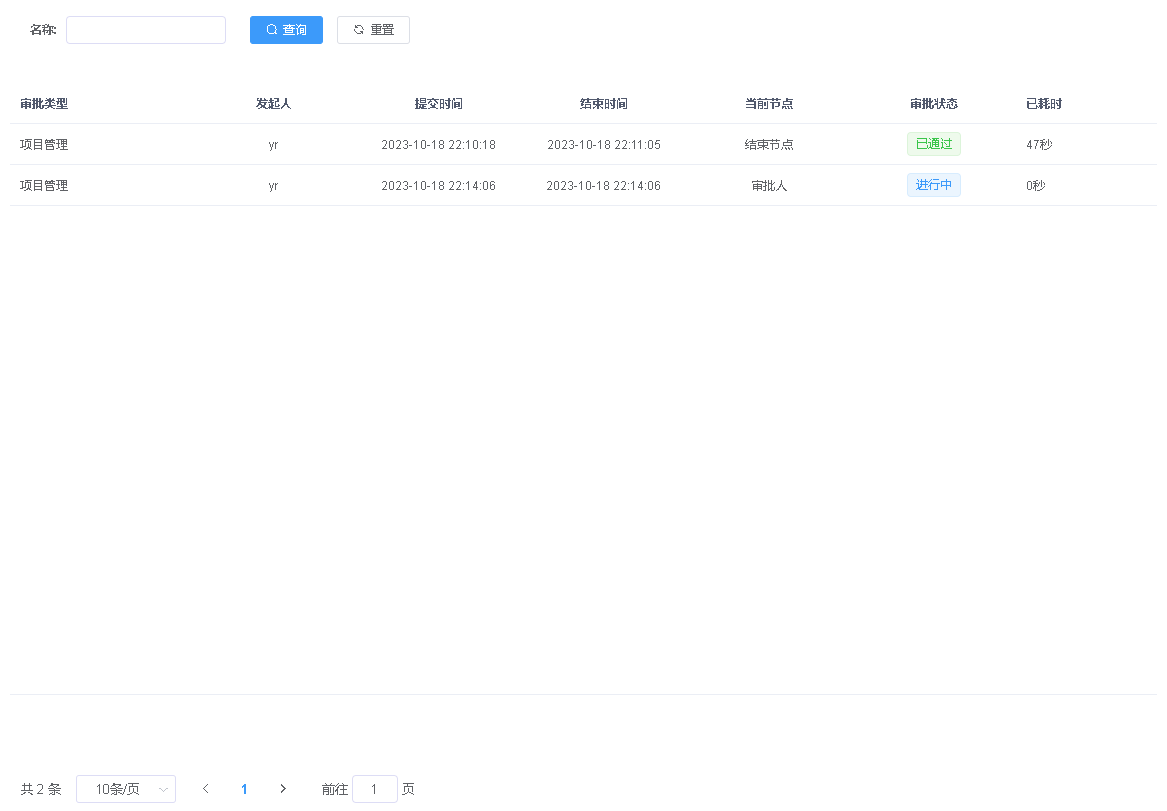 名称: 查询 重置
审批类型 发起人 提交时间 结束时间 当前节点 审批状态 已耗时
项目管理 yr 2023-10-18 22:10:18 2023-10-18 22:11:05 结束节点 已通过 47秒
项目管理 yr 2023-10-18 22:14:06 2023-10-18 22:14:06 审批人 进行中 0秒
共 2 条 10条/页 1 前往 1 页